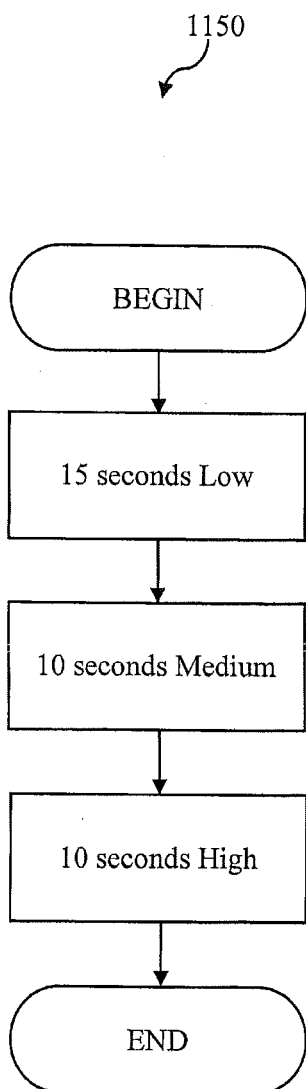 1150
BEGIN
15 seconds Low
10 seconds Medium
10 seconds High
END